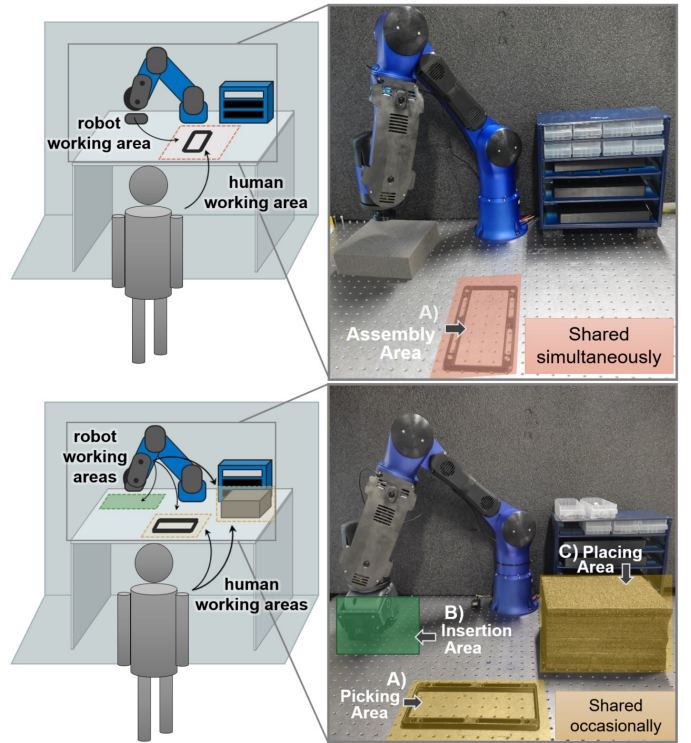 robot
working area
human
working area
A)
Assembly
Area
Shared
simultaneously
robot
working
areas
human
working areas
C) Placing
Area
B)
Insertion
Area
A)
Picking
Area
Shared
occasionally